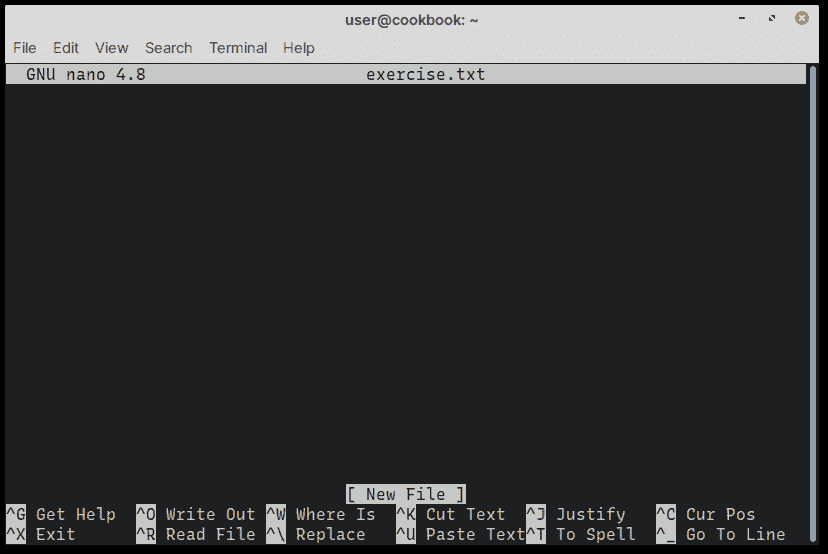 user@cookbook: ~
File Edit View Search Terminal Help
GNU nano 4.8 exercise.txt
[ New File ]
^G Get Help ^O Write Out ^W Where Is ^K Cut Text ^J Justify ^C Cur Pos
^X Exit ^R Read File ^\ Replace ^U Paste Text ^T To Spell ^_ Go To Line